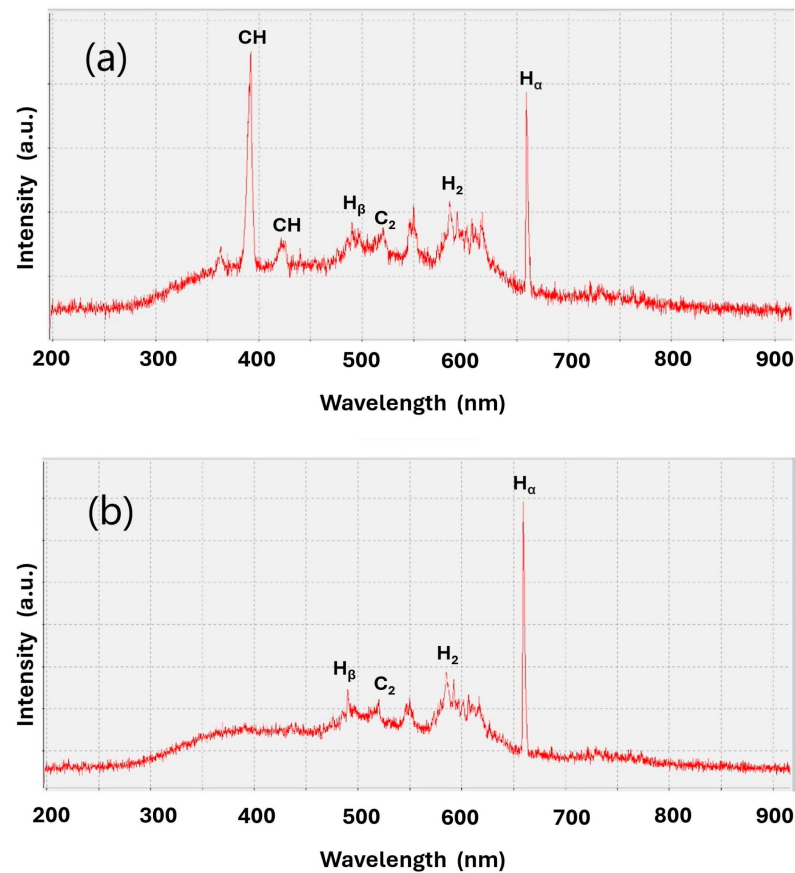 (a)
CH
CH
Hβ
C₂
H₂
Hα
Intensity (a.u.)
200 300 400 500 600 700 800 900
Wavelength (nm)
(b)
Hβ
C₂
H₂
Hα
Intensity (a.u.)
200 300 400 500 600 700 800 900
Wavelength (nm)